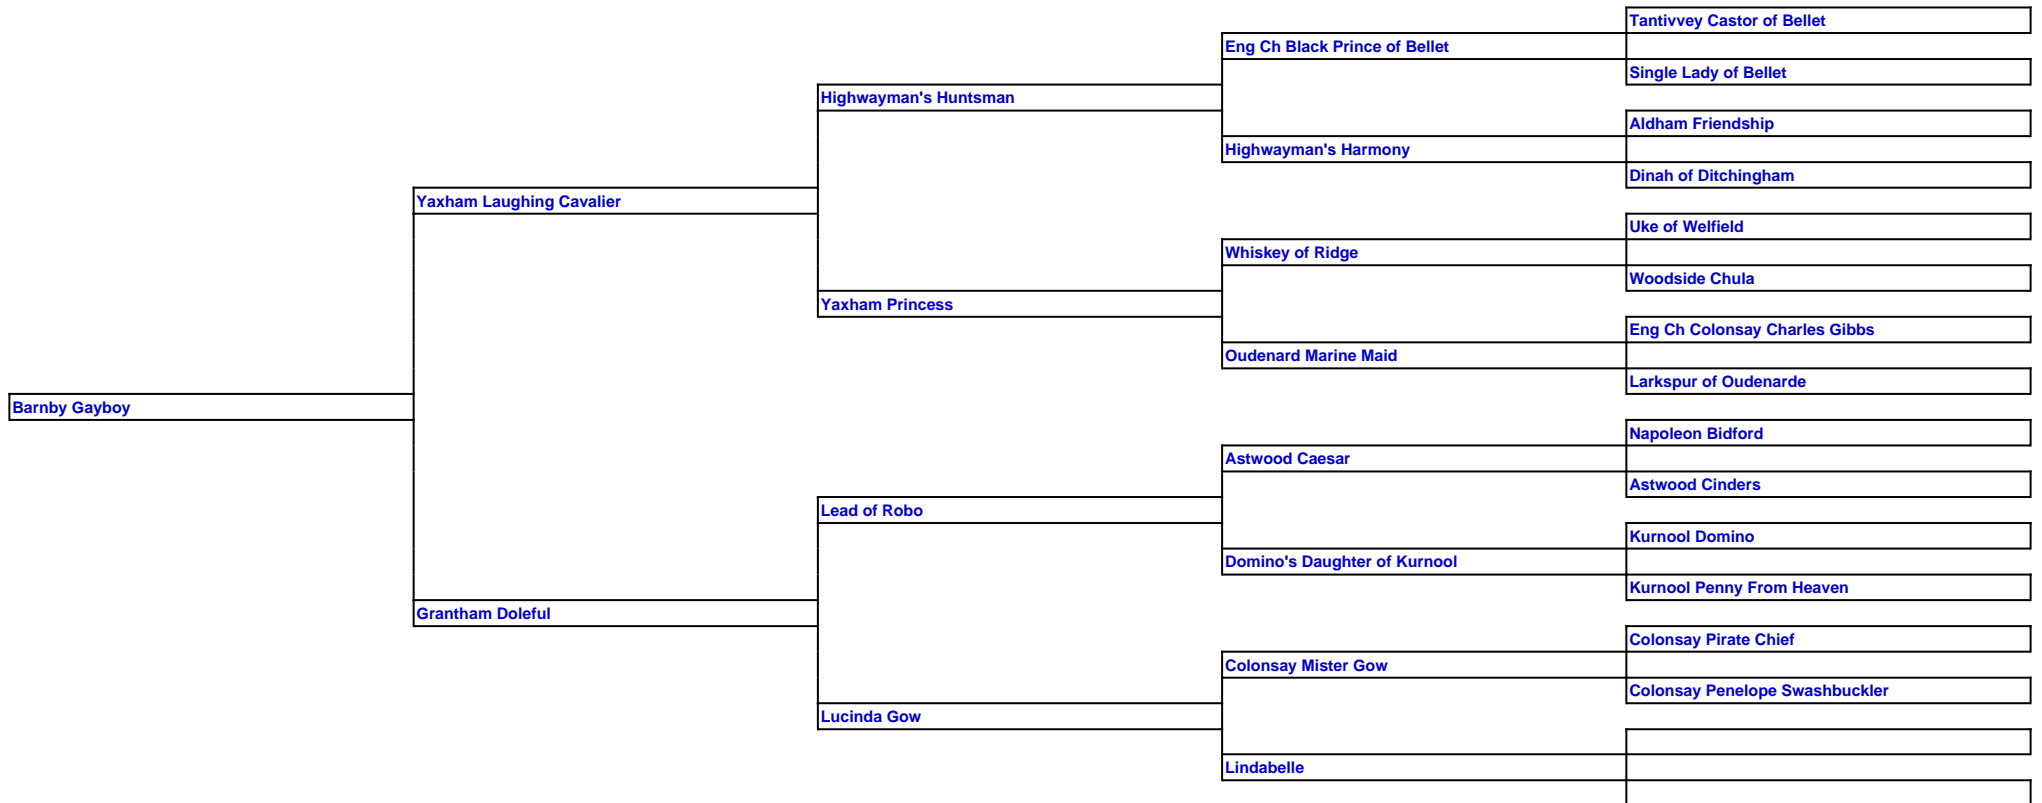 Tantivvey Castor of Bellet
Eng Ch Black Prince of Bellet
Single Lady of Bellet
Highwayman's Huntsman
Aldham Friendship
Highwayman's Harmony
Dinah of Ditchingham
Yaxham Laughing Cavalier
Uke of Welfield
Whiskey of Ridge
Woodside Chula
Yaxham Princess
Eng Ch Colonsay Charles Gibbs
Oudenard Marine Maid
Larkspur of Oudenarde
Barnby Gayboy
Napoleon Bidford
Astwood Caesar
Astwood Cinders
Lead of Robo
Kurnool Domino
Domino's Daughter of Kurnool
Kurnool Penny From Heaven
Grantham Doleful
Colonsay Pirate Chief
Colonsay Mister Gow
Colonsay Penelope Swashbuckler
Lucinda Gow
Lindabelle